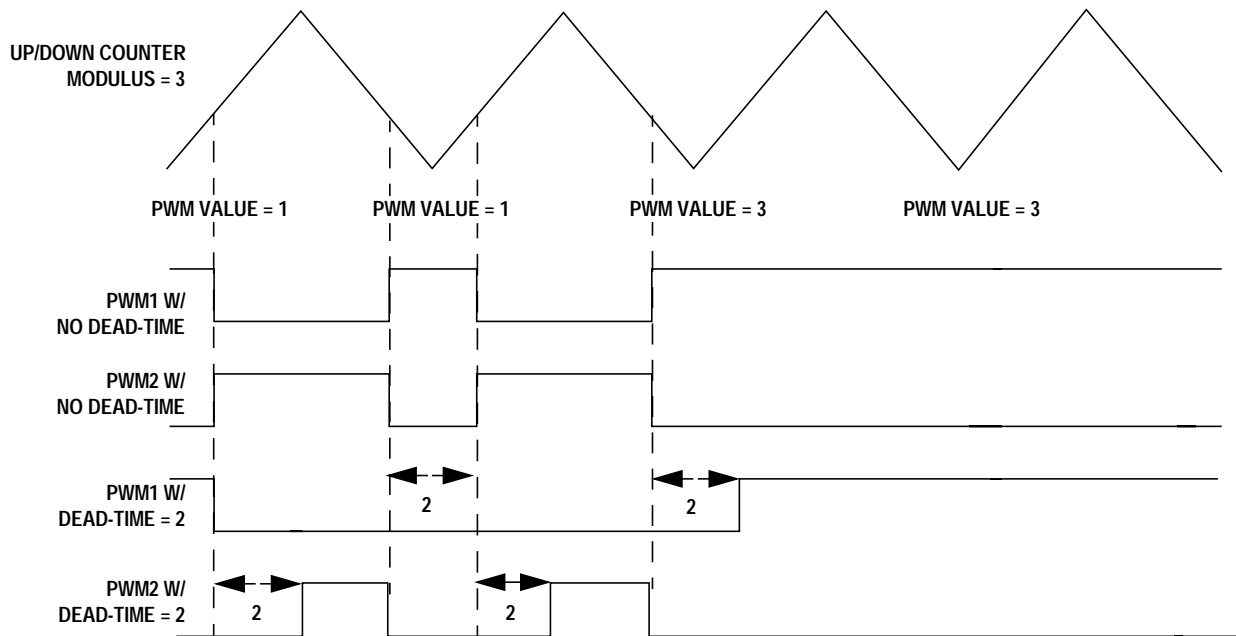 UP/DOWN COUNTER
MODULUS = 3
PWM VALUE = 1
PWM VALUE = 1
PWM VALUE = 3
PWM VALUE = 3
PWM1 W/
NO DEAD-TIME
PWM2 W/
NO DEAD-TIME
PWM1 W/
DEAD-TIME = 2
2
2
PWM2 W/
DEAD-TIME = 2
2
2